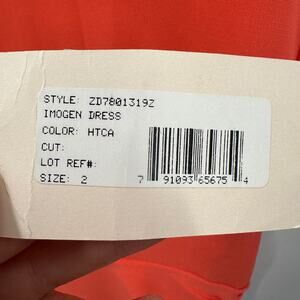 STYLE: ZD7801319Z
IMOGEN DRESS
COLOR: HTCA
CUT:
LOT REF#:
SIZE: 2
7 91093 65675 4